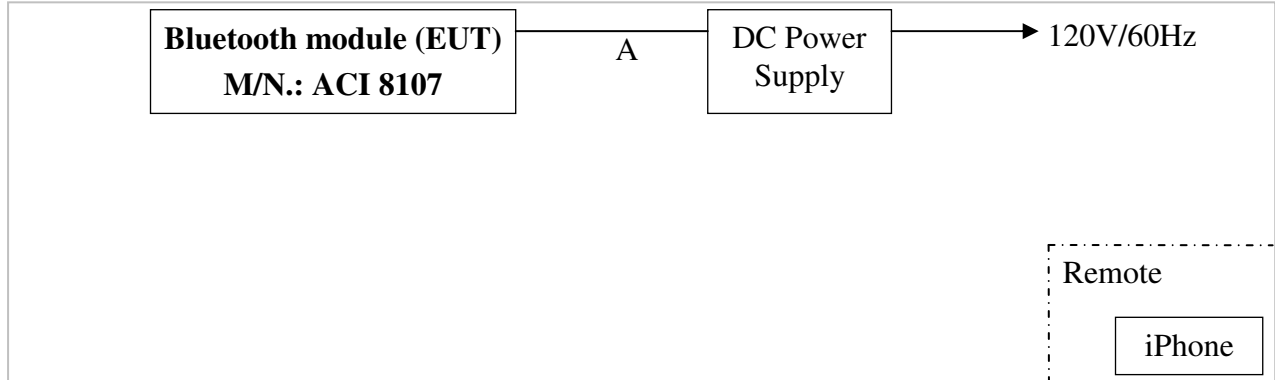 Bluetooth module (EUT)
M/N.: ACI 8107
A
DC Power
Supply
120V/60Hz
Remote
iPhone